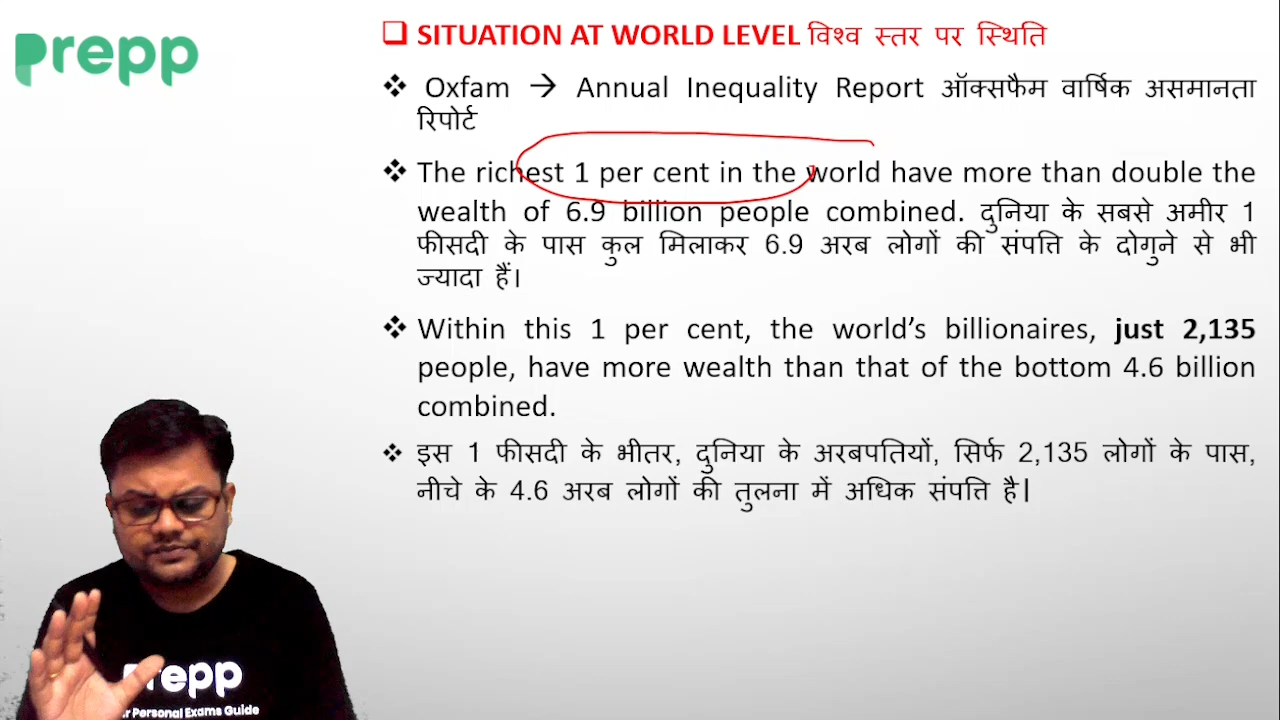 prepp
❑ SITUATION AT WORLD LEVEL विश्व स्तर पर स्थिति
❖ Oxfam → Annual Inequality Report ऑक्सफैम वार्षिक असमानता
रिपोर्ट
❖ The richest 1 per cent in the world have more than double the
wealth of 6.9 billion people combined. दुनिया के सबसे अमीर 1
फीसदी के पास कुल मिलाकर 6.9 अरब लोगों की संपत्ति के दोगुने से भी
ज्यादा हैं।
❖ Within this 1 per cent, the world’s billionaires, just 2,135
people, have more wealth than that of the bottom 4.6 billion
combined.
❖ इस 1 फीसदी के भीतर, दुनिया के अरबपतियों, सिर्फ 2,135 लोगों के पास,
नीचे के 4.6 अरब लोगों की तुलना में अधिक संपत्ति है।
prepp
r Personal Exams Guide